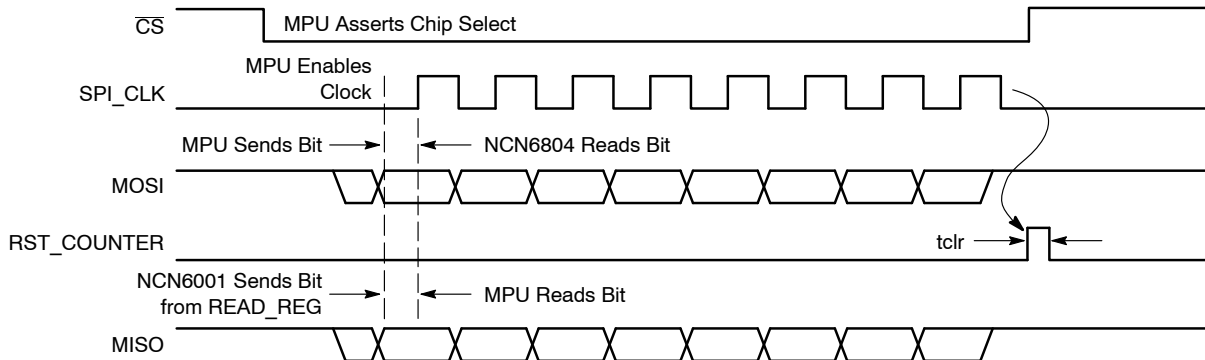 CS
MPU Asserts Chip Select
MPU Enables
Clock
SPI_CLK
MPU Sends Bit
NCN6804 Reads Bit
MOSI
RST_COUNTER
tclr
NCN6001 Sends Bit
from READ_REG
MPU Reads Bit
MISO